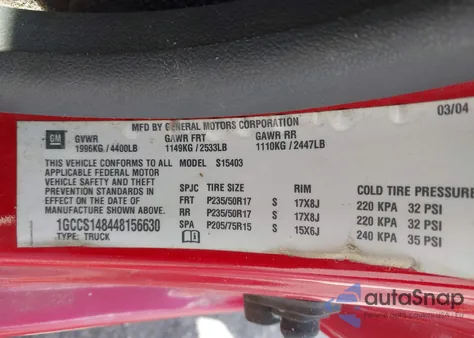 03/04
MFD BY GENERAL MOTORS CORPORATION
GM GVWR GAWR FRT GAWR RR
1995KG / 4400LB 1149KG / 2533LB 1110KG / 2447LB
THIS VEHICLE CONFORMS TO ALL MODEL S15403
APPLICABLE FEDERAL MOTOR
VEHICLE SAFETY AND THEFT SPJC TIRE SIZE RIM COLD TIRE PRESSURE
PREVENTION STANDARDS IN FRT P235/50R17 S 17X8J 220 KPA 32 PSI
EFFECT ON THE DATE OF RR P235/50R17 S 17X8J 220 KPA 32 PSI
MANUFACTURE SHOWN ABOVE. SPA P205/75R15 S 15X6J 240 KPA 35 PSI
1GCCS148448156630
TYPE: TRUCK
autoSnap